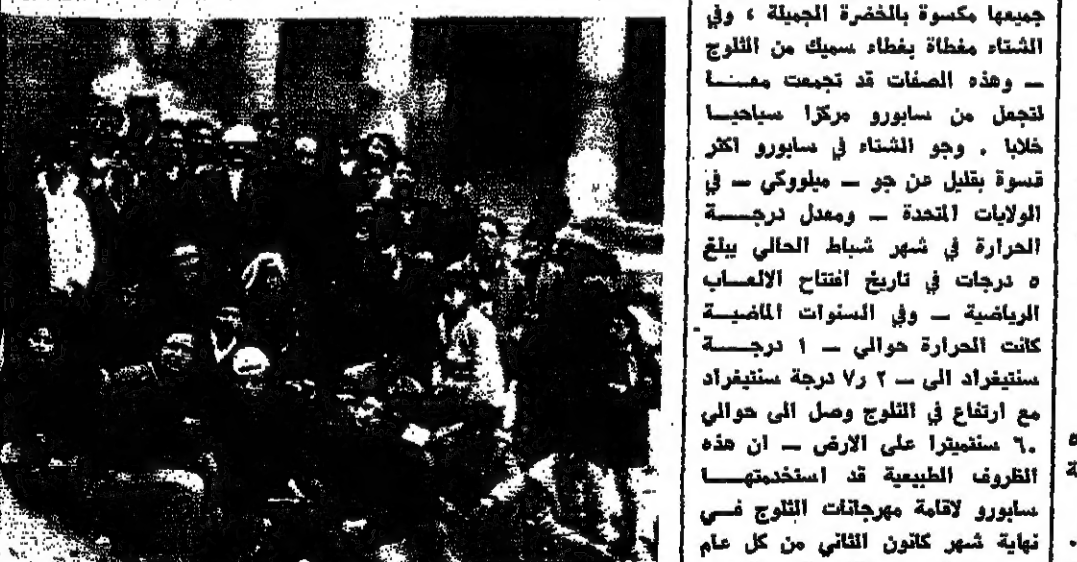 جميعها مكسوة بالخضرة الجميلة ، وفي
الشتاء مغطاة بغطاء سميك من الثلوج
– وهذه الصفات قد تجمعت معـا
لتجعل من سابورو مركزا سياحيـا
خلابا . وجو الشتاء في سابورو اكثر
قسوة بقليل عن جو – ميلووكي – في
الولايات المتحدة – ومعدل درجـة
الحرارة في شهر شباط الحالي يبلغ
٥ درجات في تاريخ افتتاح الالعـاب
الرياضية – وفي السنوات الماضيـة
كانت الحرارة حوالي – ١ درجـة
سنتيغراد الى – ٢ ر٧ درجة سنتيغراد
مع ارتفاع في الثلوج وصل الى حوالي
٦٠ سنتميترا على الارض – ان هذه
الظروف الطبيعية قد استخدمتهـا
سابورو لاقامة مهرجانات الثلوج فـي
نهاية شهر كانون الثاني من كل عام